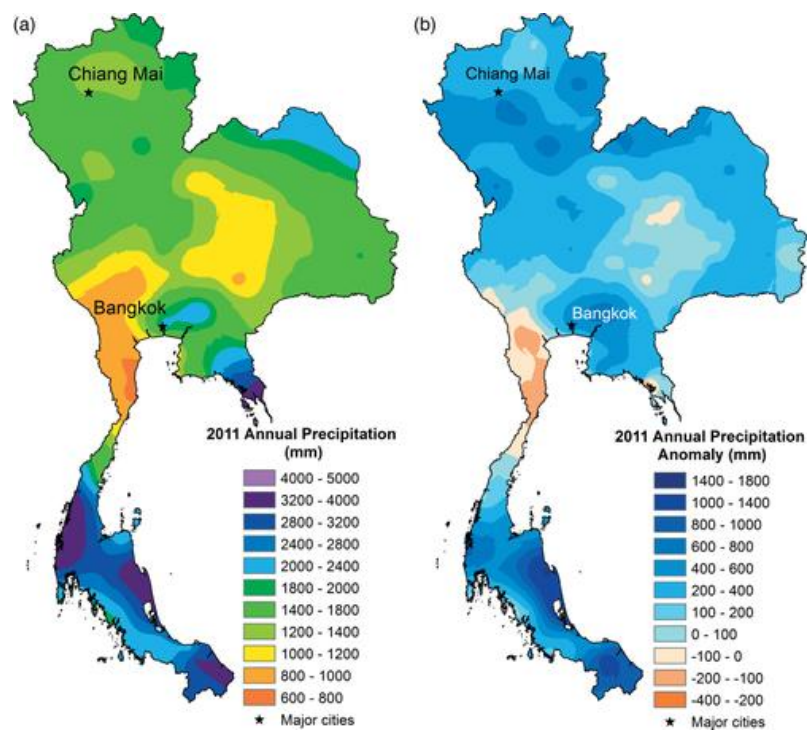 (a)
Chiang Mai
Bangkok
2011 Annual Precipitation
(mm)
4000 - 5000
3200 - 4000
2800 - 3200
2400 - 2800
2000 - 2400
1800 - 2000
1400 - 1800
1200 - 1400
1000 - 1200
800 - 1000
600 - 800
Major cities
(b)
Chiang Mai
Bangkok
2011 Annual Precipitation
Anomaly (mm)
1400 - 1800
1000 - 1400
800 - 1000
600 - 800
400 - 600
200 - 400
100 - 200
0 - 100
-100 - 0
-200 - -100
-400 - -200
Major cities